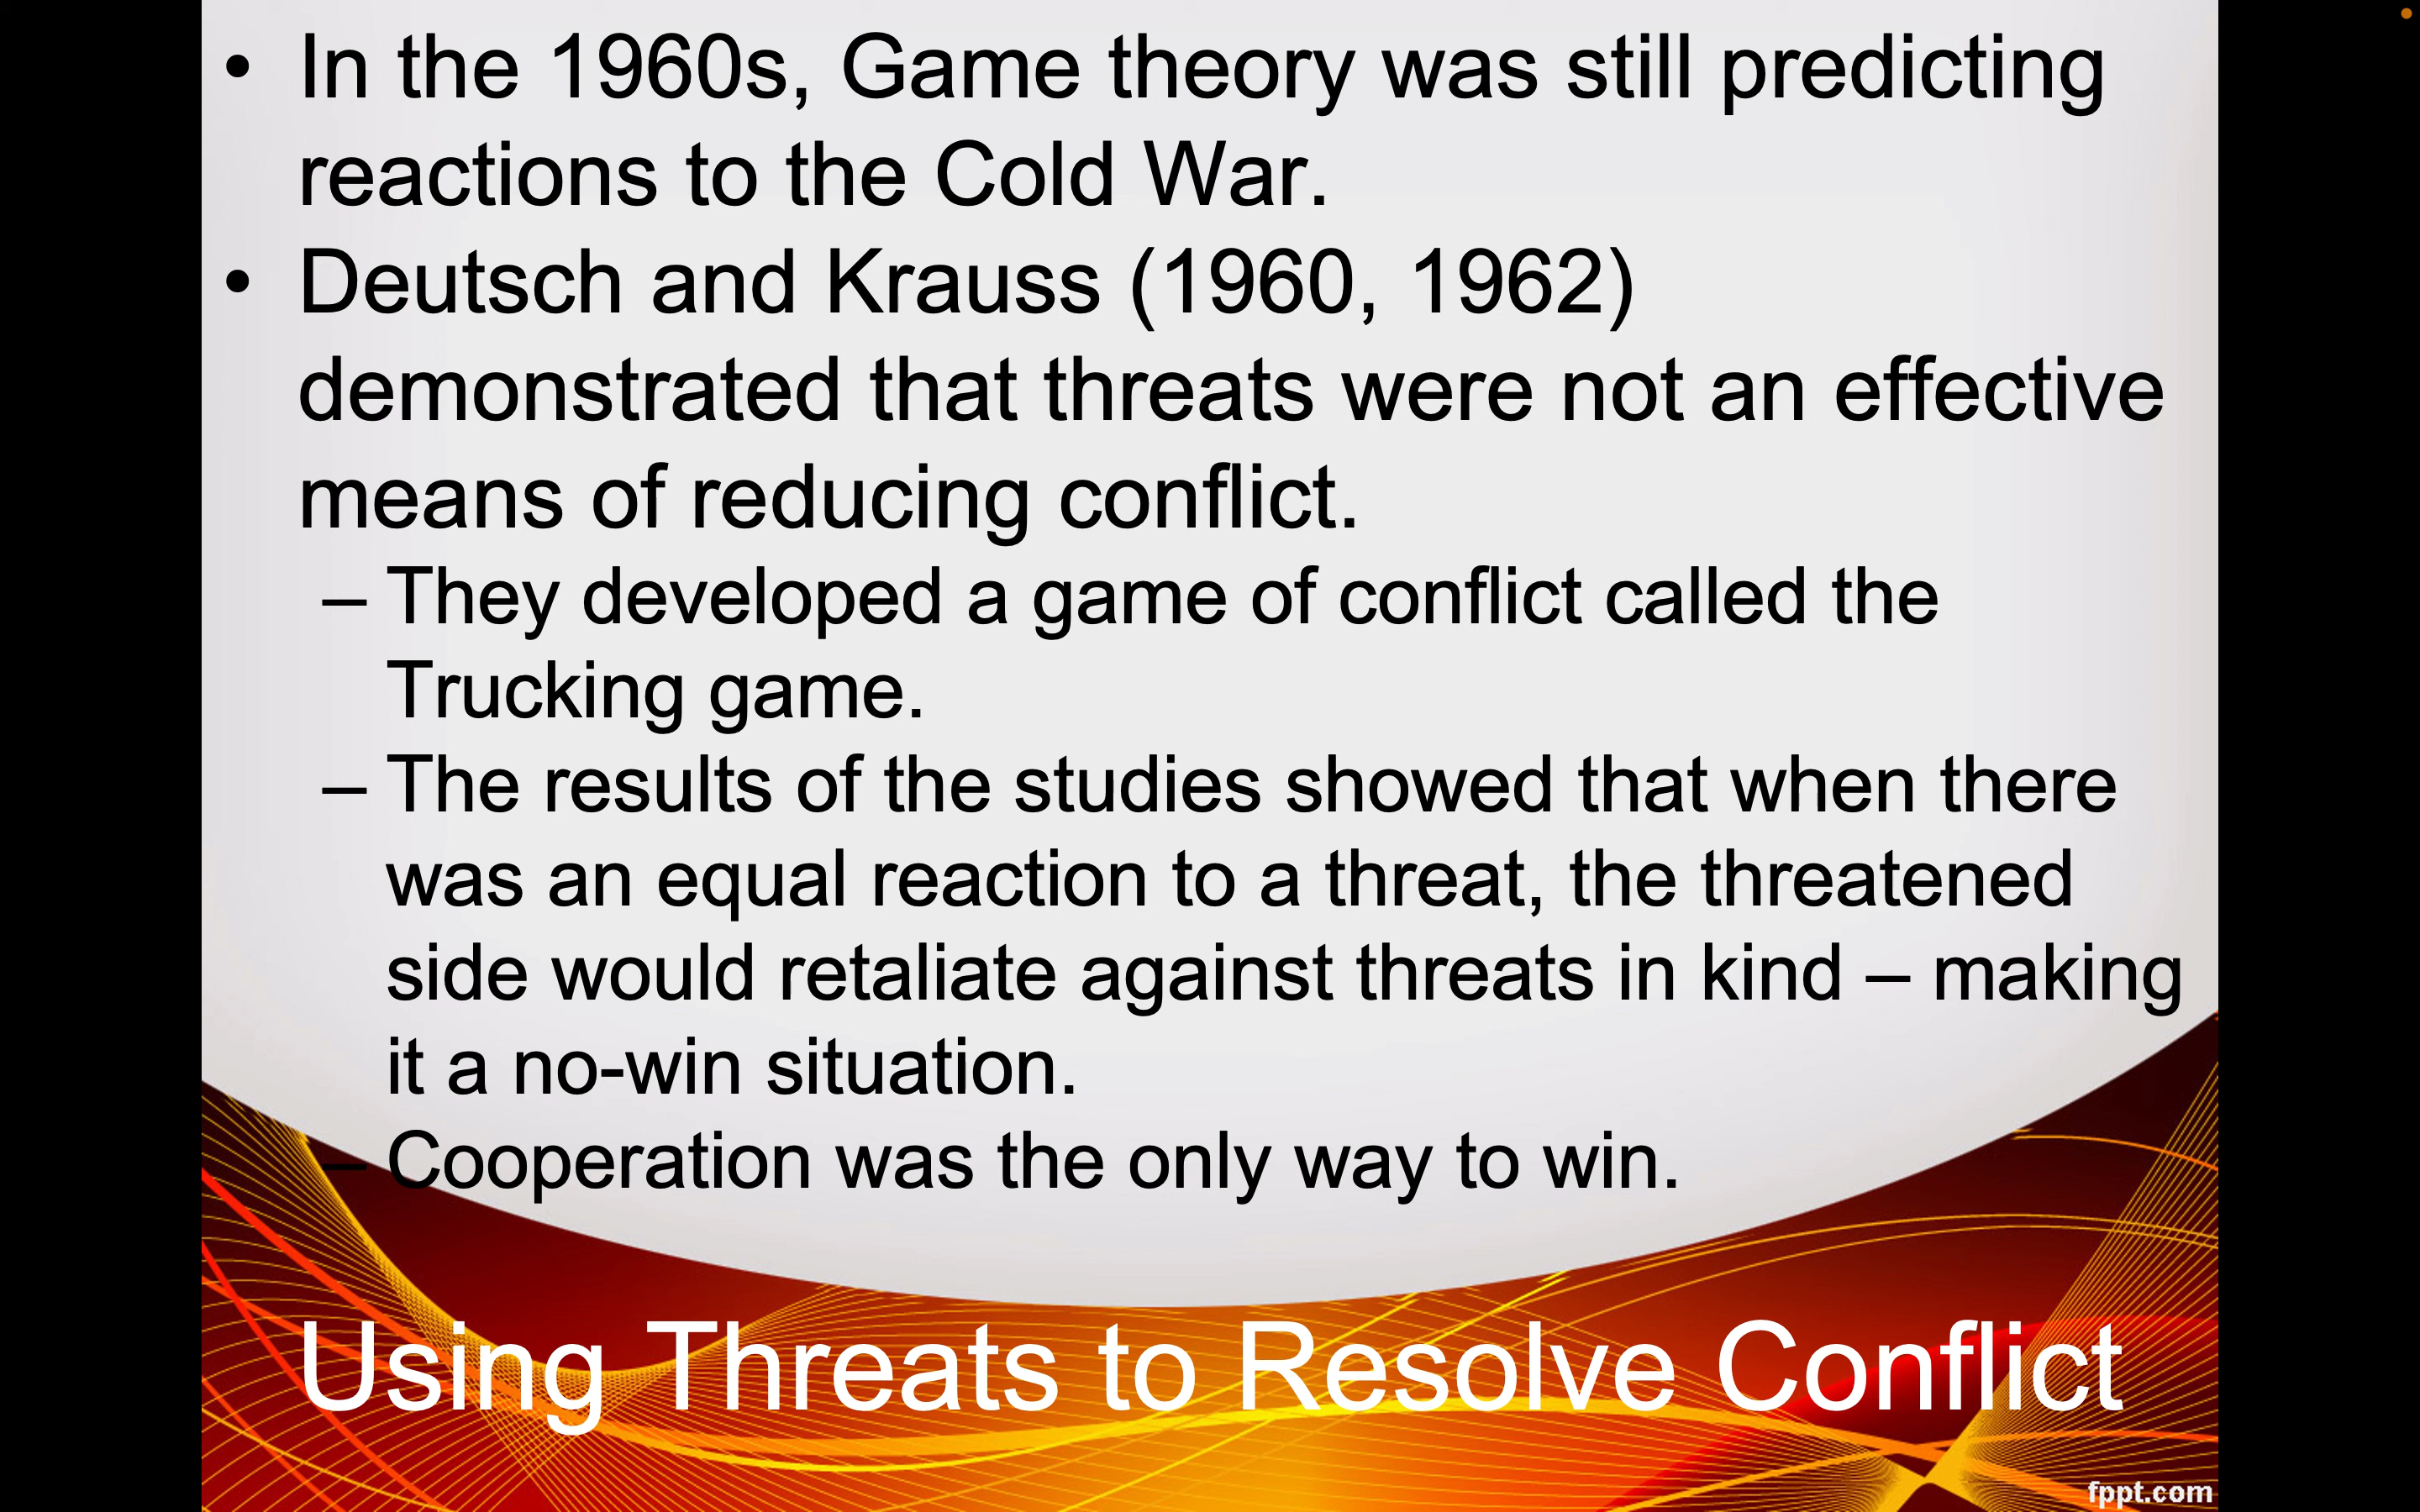 • In the 1960s, Game theory was still predicting
reactions to the Cold War.
• Deutsch and Krauss (1960, 1962)
demonstrated that threats were not an effective
means of reducing conflict.
– They developed a game of conflict called the
Trucking game.
– The results of the studies showed that when there
was an equal reaction to a threat, the threatened
side would retaliate against threats in kind – making
it a no-win situation.
– Cooperation was the only way to win.
Using Threats to Resolve Conflict
fppt.com